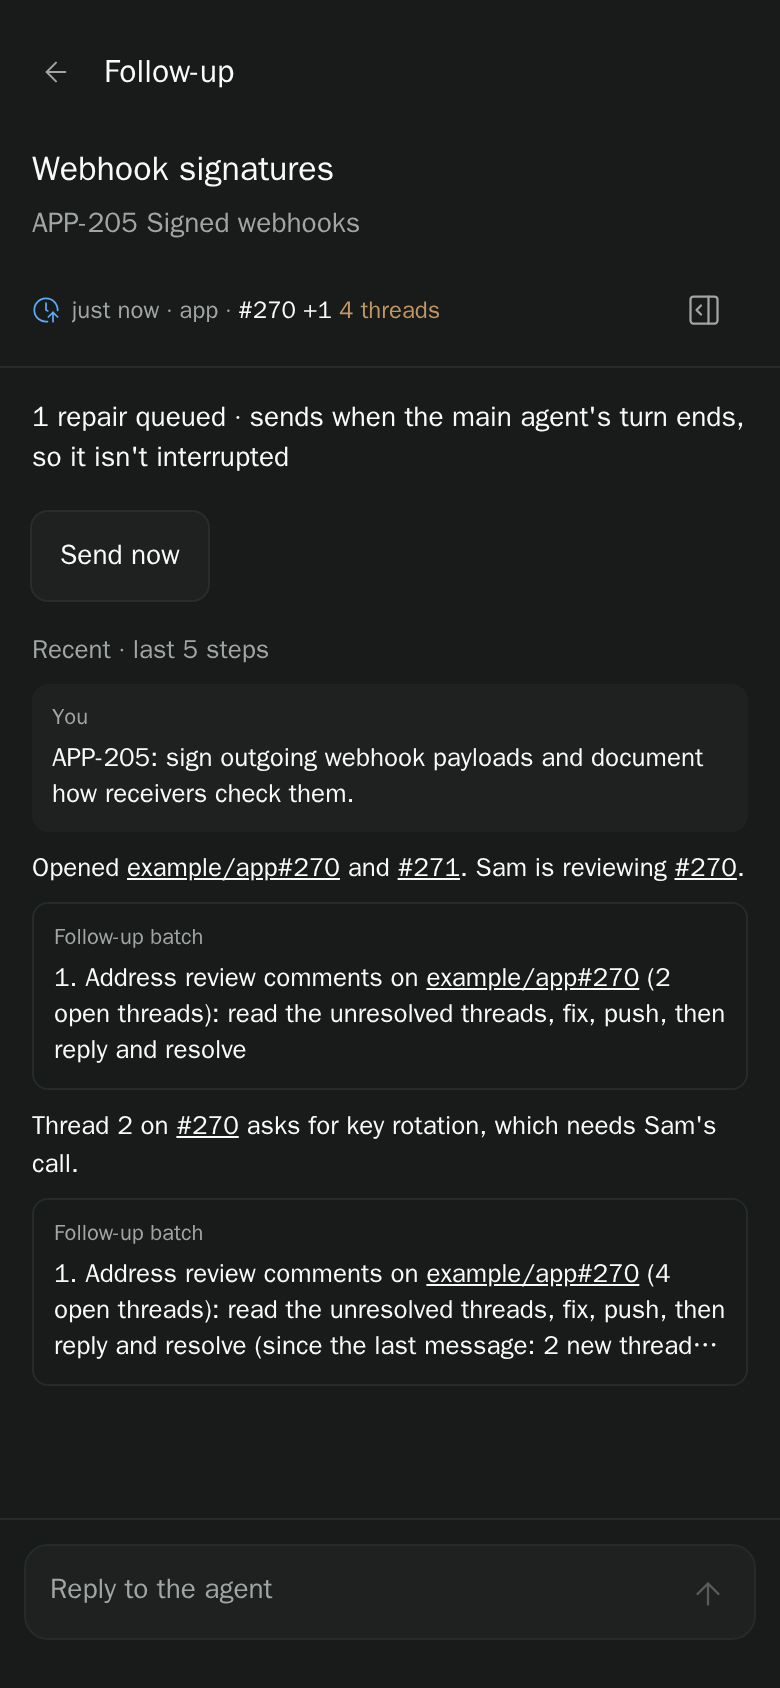 Follow-up
Webhook signatures
APP-205 Signed webhooks
just now · app · #270 +1 4 threads
1 repair queued · sends when the main agent's turn ends,
so it isn't interrupted
Send now
Recent · last 5 steps
You
APP-205: sign outgoing webhook payloads and document
how receivers check them.
Opened example/app#270 and #271. Sam is reviewing #270.
Follow-up batch
1. Address review comments on example/app#270 (2
open threads): read the unresolved threads, fix, push, then
reply and resolve
Thread 2 on #270 asks for key rotation, which needs Sam's
call.
Follow-up batch
1. Address review comments on example/app#270 (4
open threads): read the unresolved threads, fix, push, then
reply and resolve (since the last message: 2 new thread…
Reply to the agent